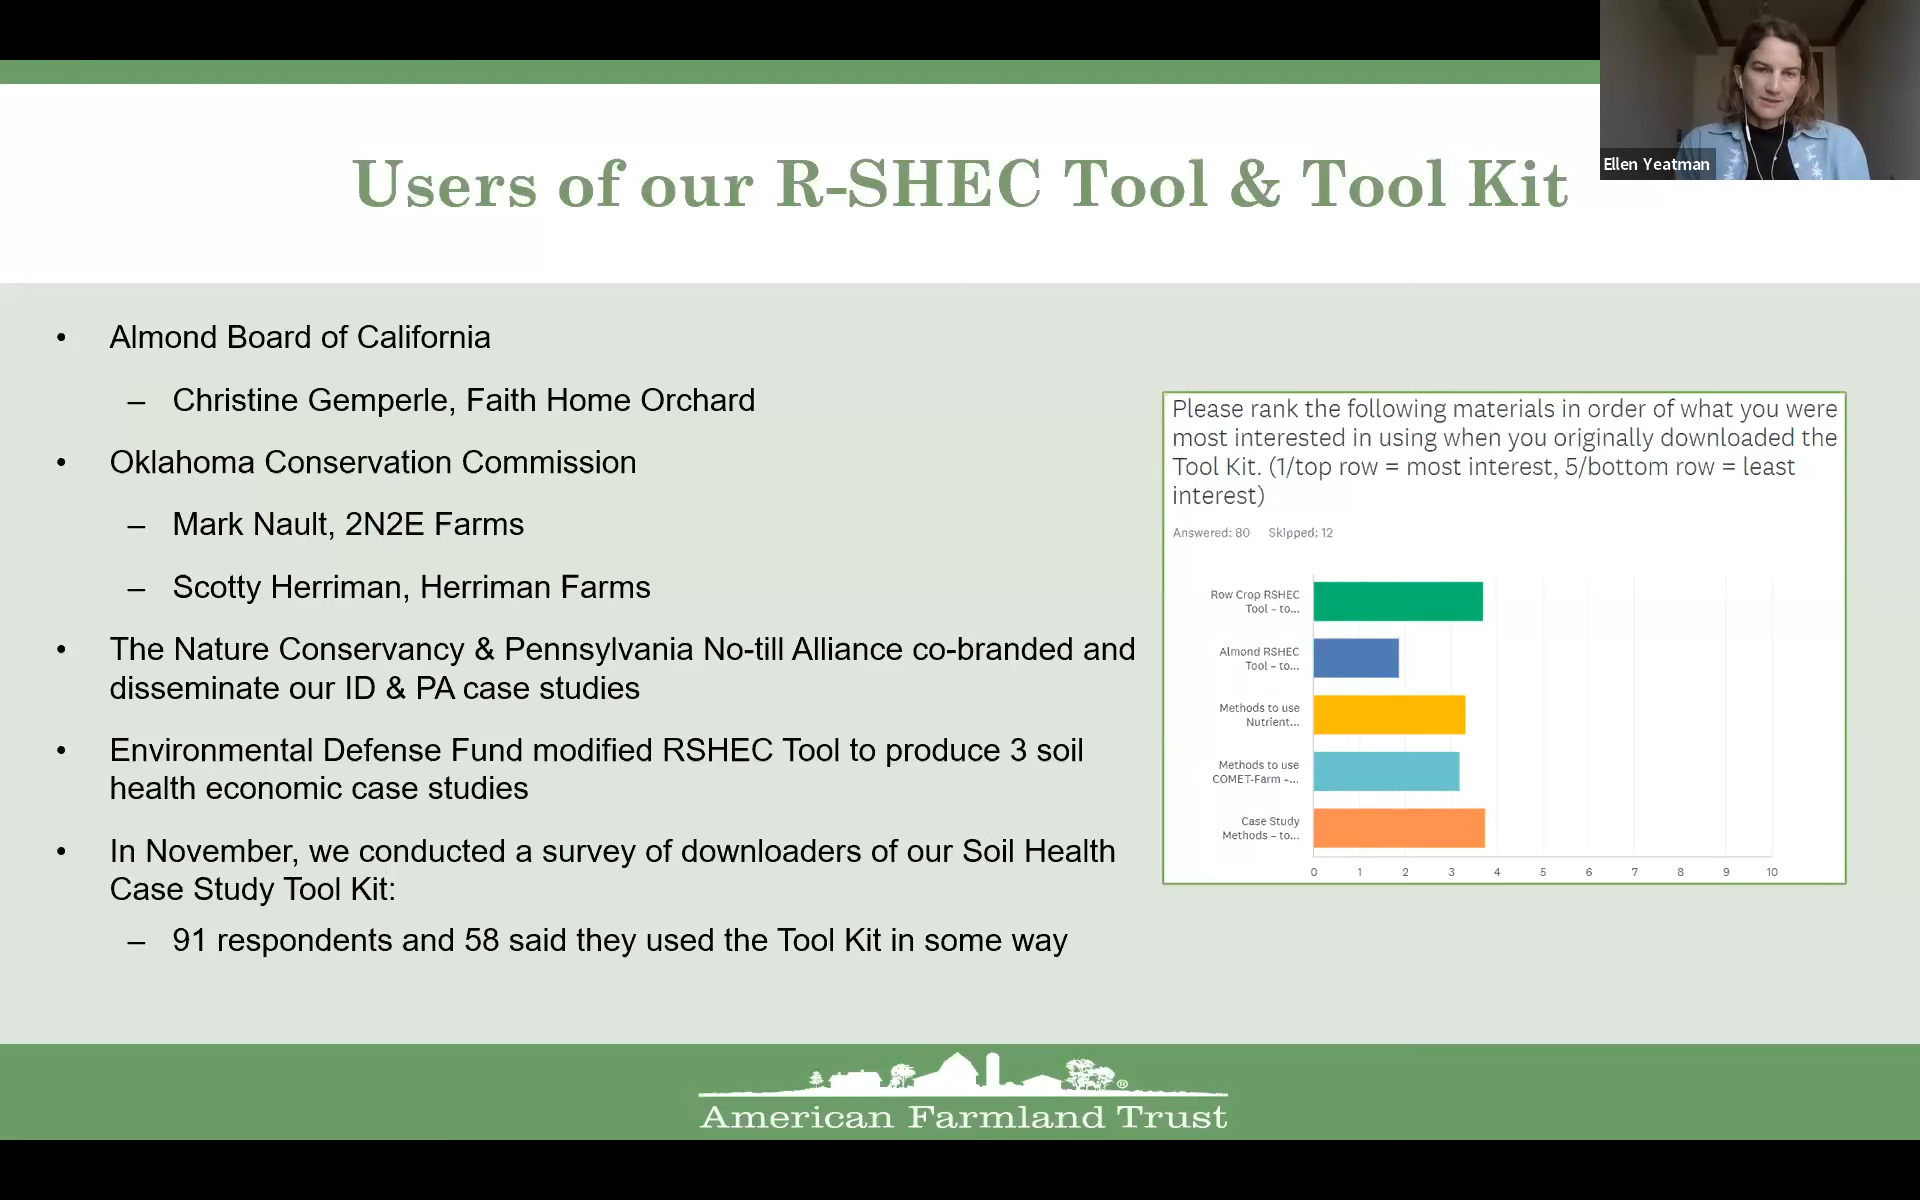 Ellen Yeatman
Users of our R-SHEC Tool & Tool Kit
• Almond Board of California
– Christine Gemperle, Faith Home Orchard
• Oklahoma Conservation Commission
– Mark Nault, 2N2E Farms
– Scotty Herriman, Herriman Farms
• The Nature Conservancy & Pennsylvania No-till Alliance co-branded and
disseminate our ID & PA case studies
• Environmental Defense Fund modified RSHEC Tool to produce 3 soil
health economic case studies
• In November, we conducted a survey of downloaders of our Soil Health
Case Study Tool Kit:
– 91 respondents and 58 said they used the Tool Kit in some way
Please rank the following materials in order of what you were
most interested in using when you originally downloaded the
Tool Kit. (1/top row = most interest, 5/bottom row = least
interest)
Answered: 80 Skipped: 12
Row Crop RSHEC
Tool – to...
Almond RSHEC
Tool – to...
Methods to use
Nutrient...
Methods to use
COMET-Farm –...
Case Study
Methods – to...
0 1 2 3 4 5 6 7 8 9 10
®
American Farmland Trust